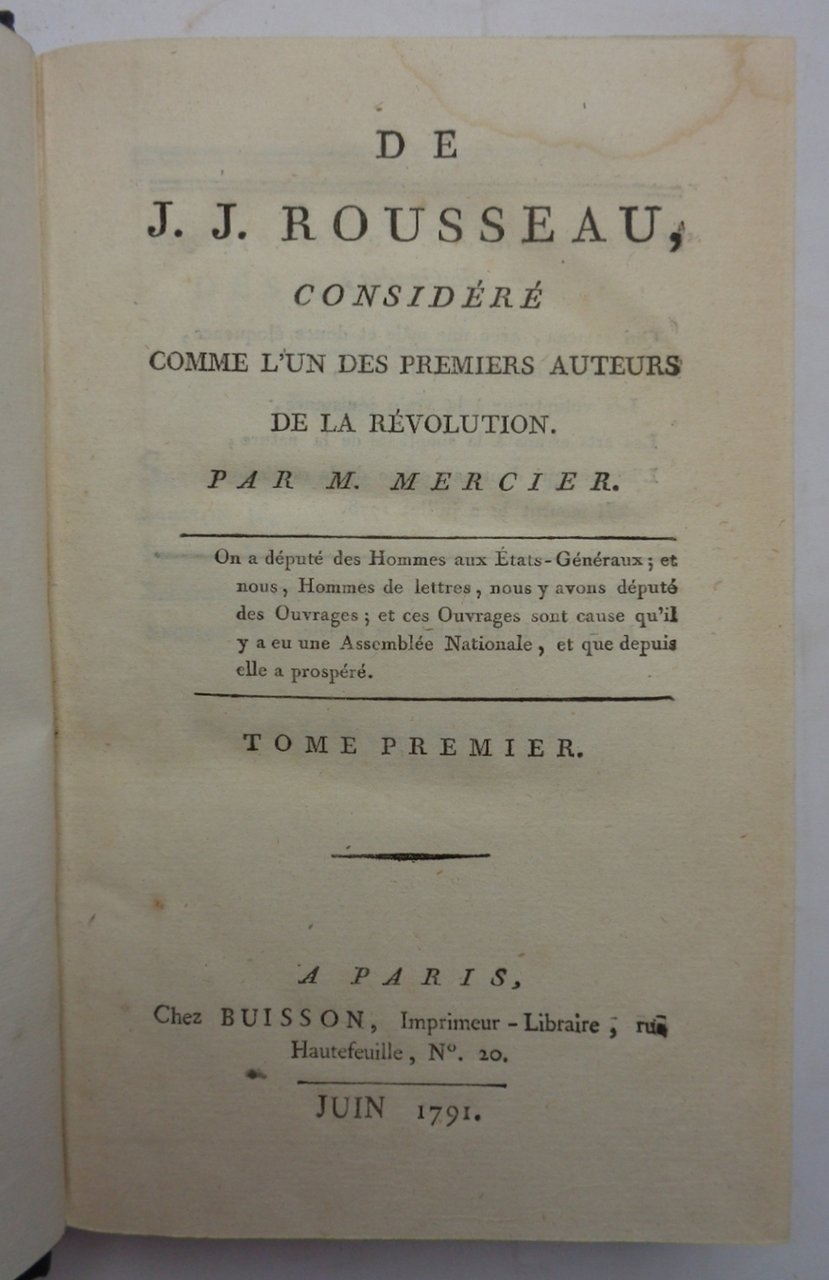 DE
J. J. ROUSSEAU,
CONSIDÉRÉ
COMME L'UN DES PREMIERS AUTEURS
DE LA RÉVOLUTION.
PAR M. MERCIER.
On a député des Hommes aux États-Généraux ; et
nous, Hommes de lettres, nous y avons député
des Ouvrages ; et ces Ouvrages sont cause qu'il
y a eu une Assemblée Nationale, et que depuis
elle a prospéré.
TOME PREMIER.
A PARIS,
Chez BUISSON, Imprimeur-Libraire, rue
Hautefeuille, Nº. 20.
JUIN 1791.